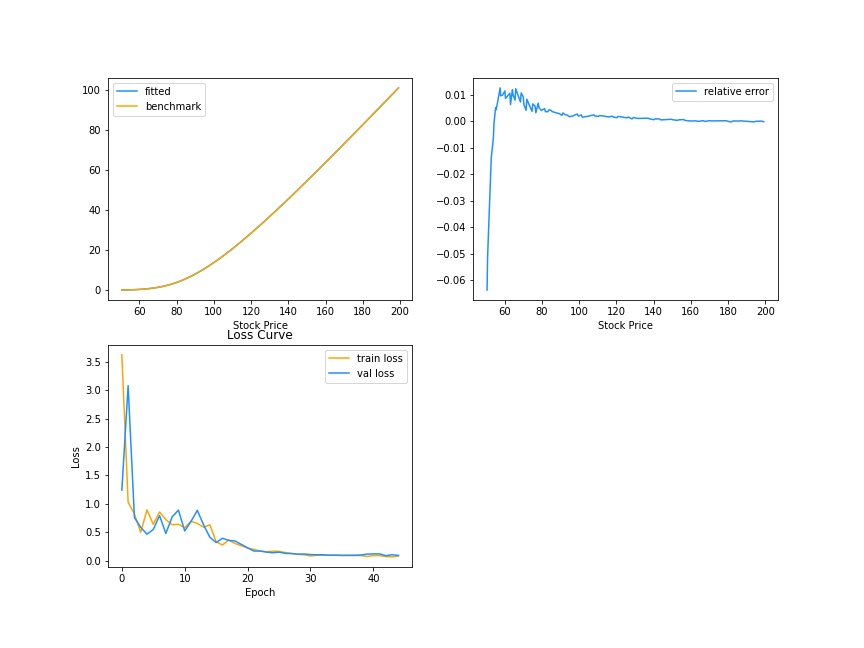 fitted
benchmark
100
80
60
40
20
0
60 80 100 120 140 160 180 200
Stock Price
relative error
0.01
0.00
−0.01
−0.02
−0.03
−0.04
−0.05
−0.06
60 80 100 120 140 160 180 200
Stock Price
Loss Curve
train loss
val loss
3.5
3.0
2.5
2.0
1.5
1.0
0.5
0.0
Loss
0 10 20 30 40
Epoch